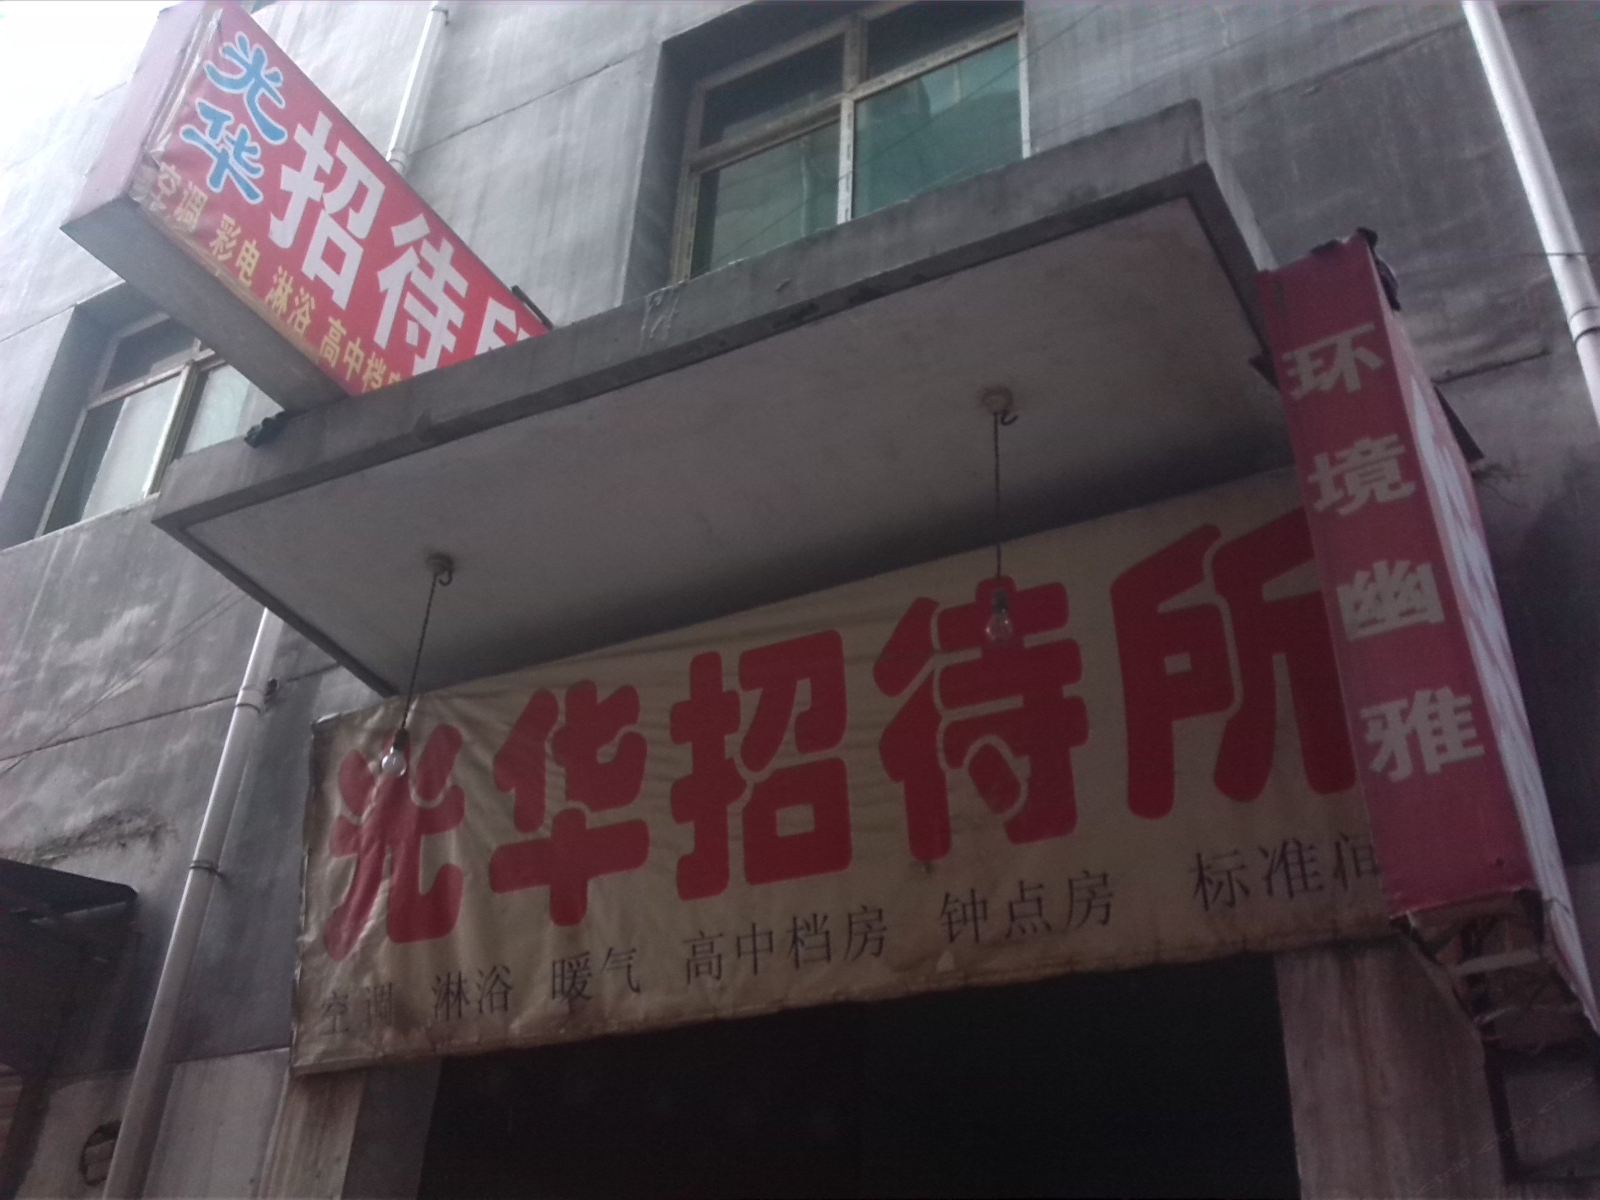 光华
招待所
空调 彩电 淋浴 高中档房
环境幽雅
光华招待所
空调 淋浴 暖气 高中档房 钟点房 标准间